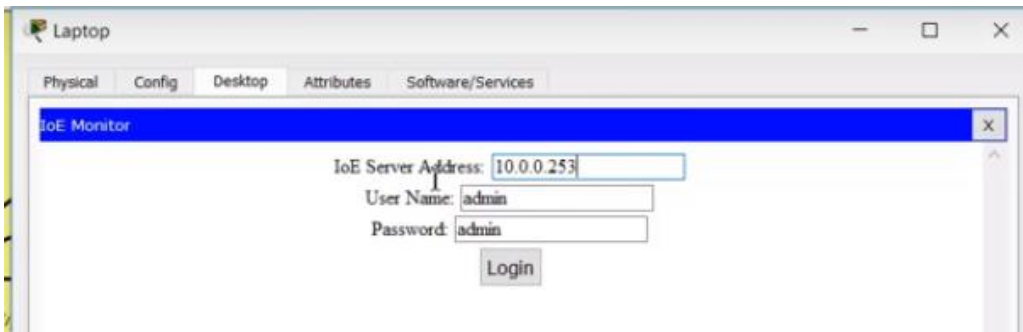 Laptop
Physical Config Desktop Attributes Software/Services
IoE Monitor X
IoE Server Address: 10.0.0.253
User Name: admin
Password: admin
Login